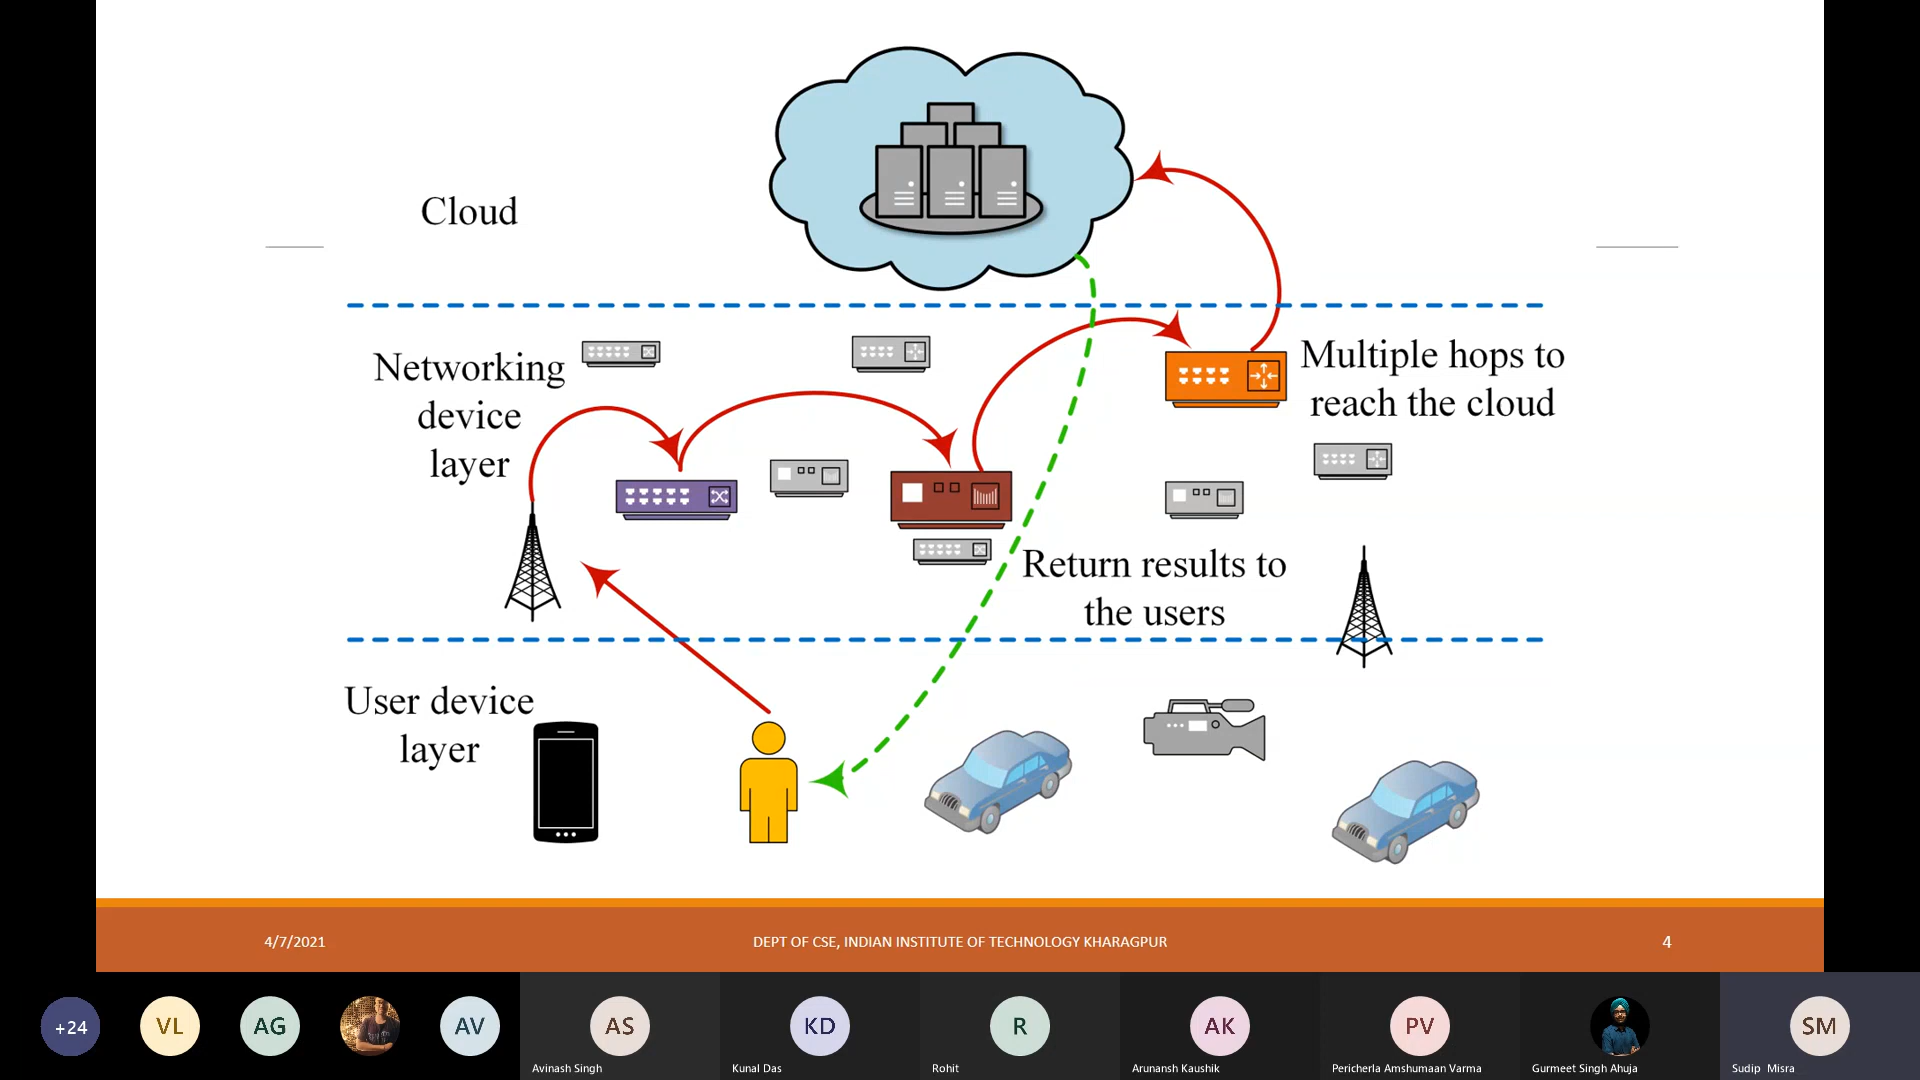 Cloud
Networking
device
layer
Multiple hops to
reach the cloud
Return results to
the users
User device
layer
4/7/2021
DEPT OF CSE, INDIAN INSTITUTE OF TECHNOLOGY KHARAGPUR
4
+24
VL
AG
AV
AS
KD
R
AK
PV
SM
Avinash Singh
Kunal Das
Rohit
Arunansh Kaushik
Pericherla Amshumaan Varma
Gurmeet Singh Ahuja
Sudip Misra